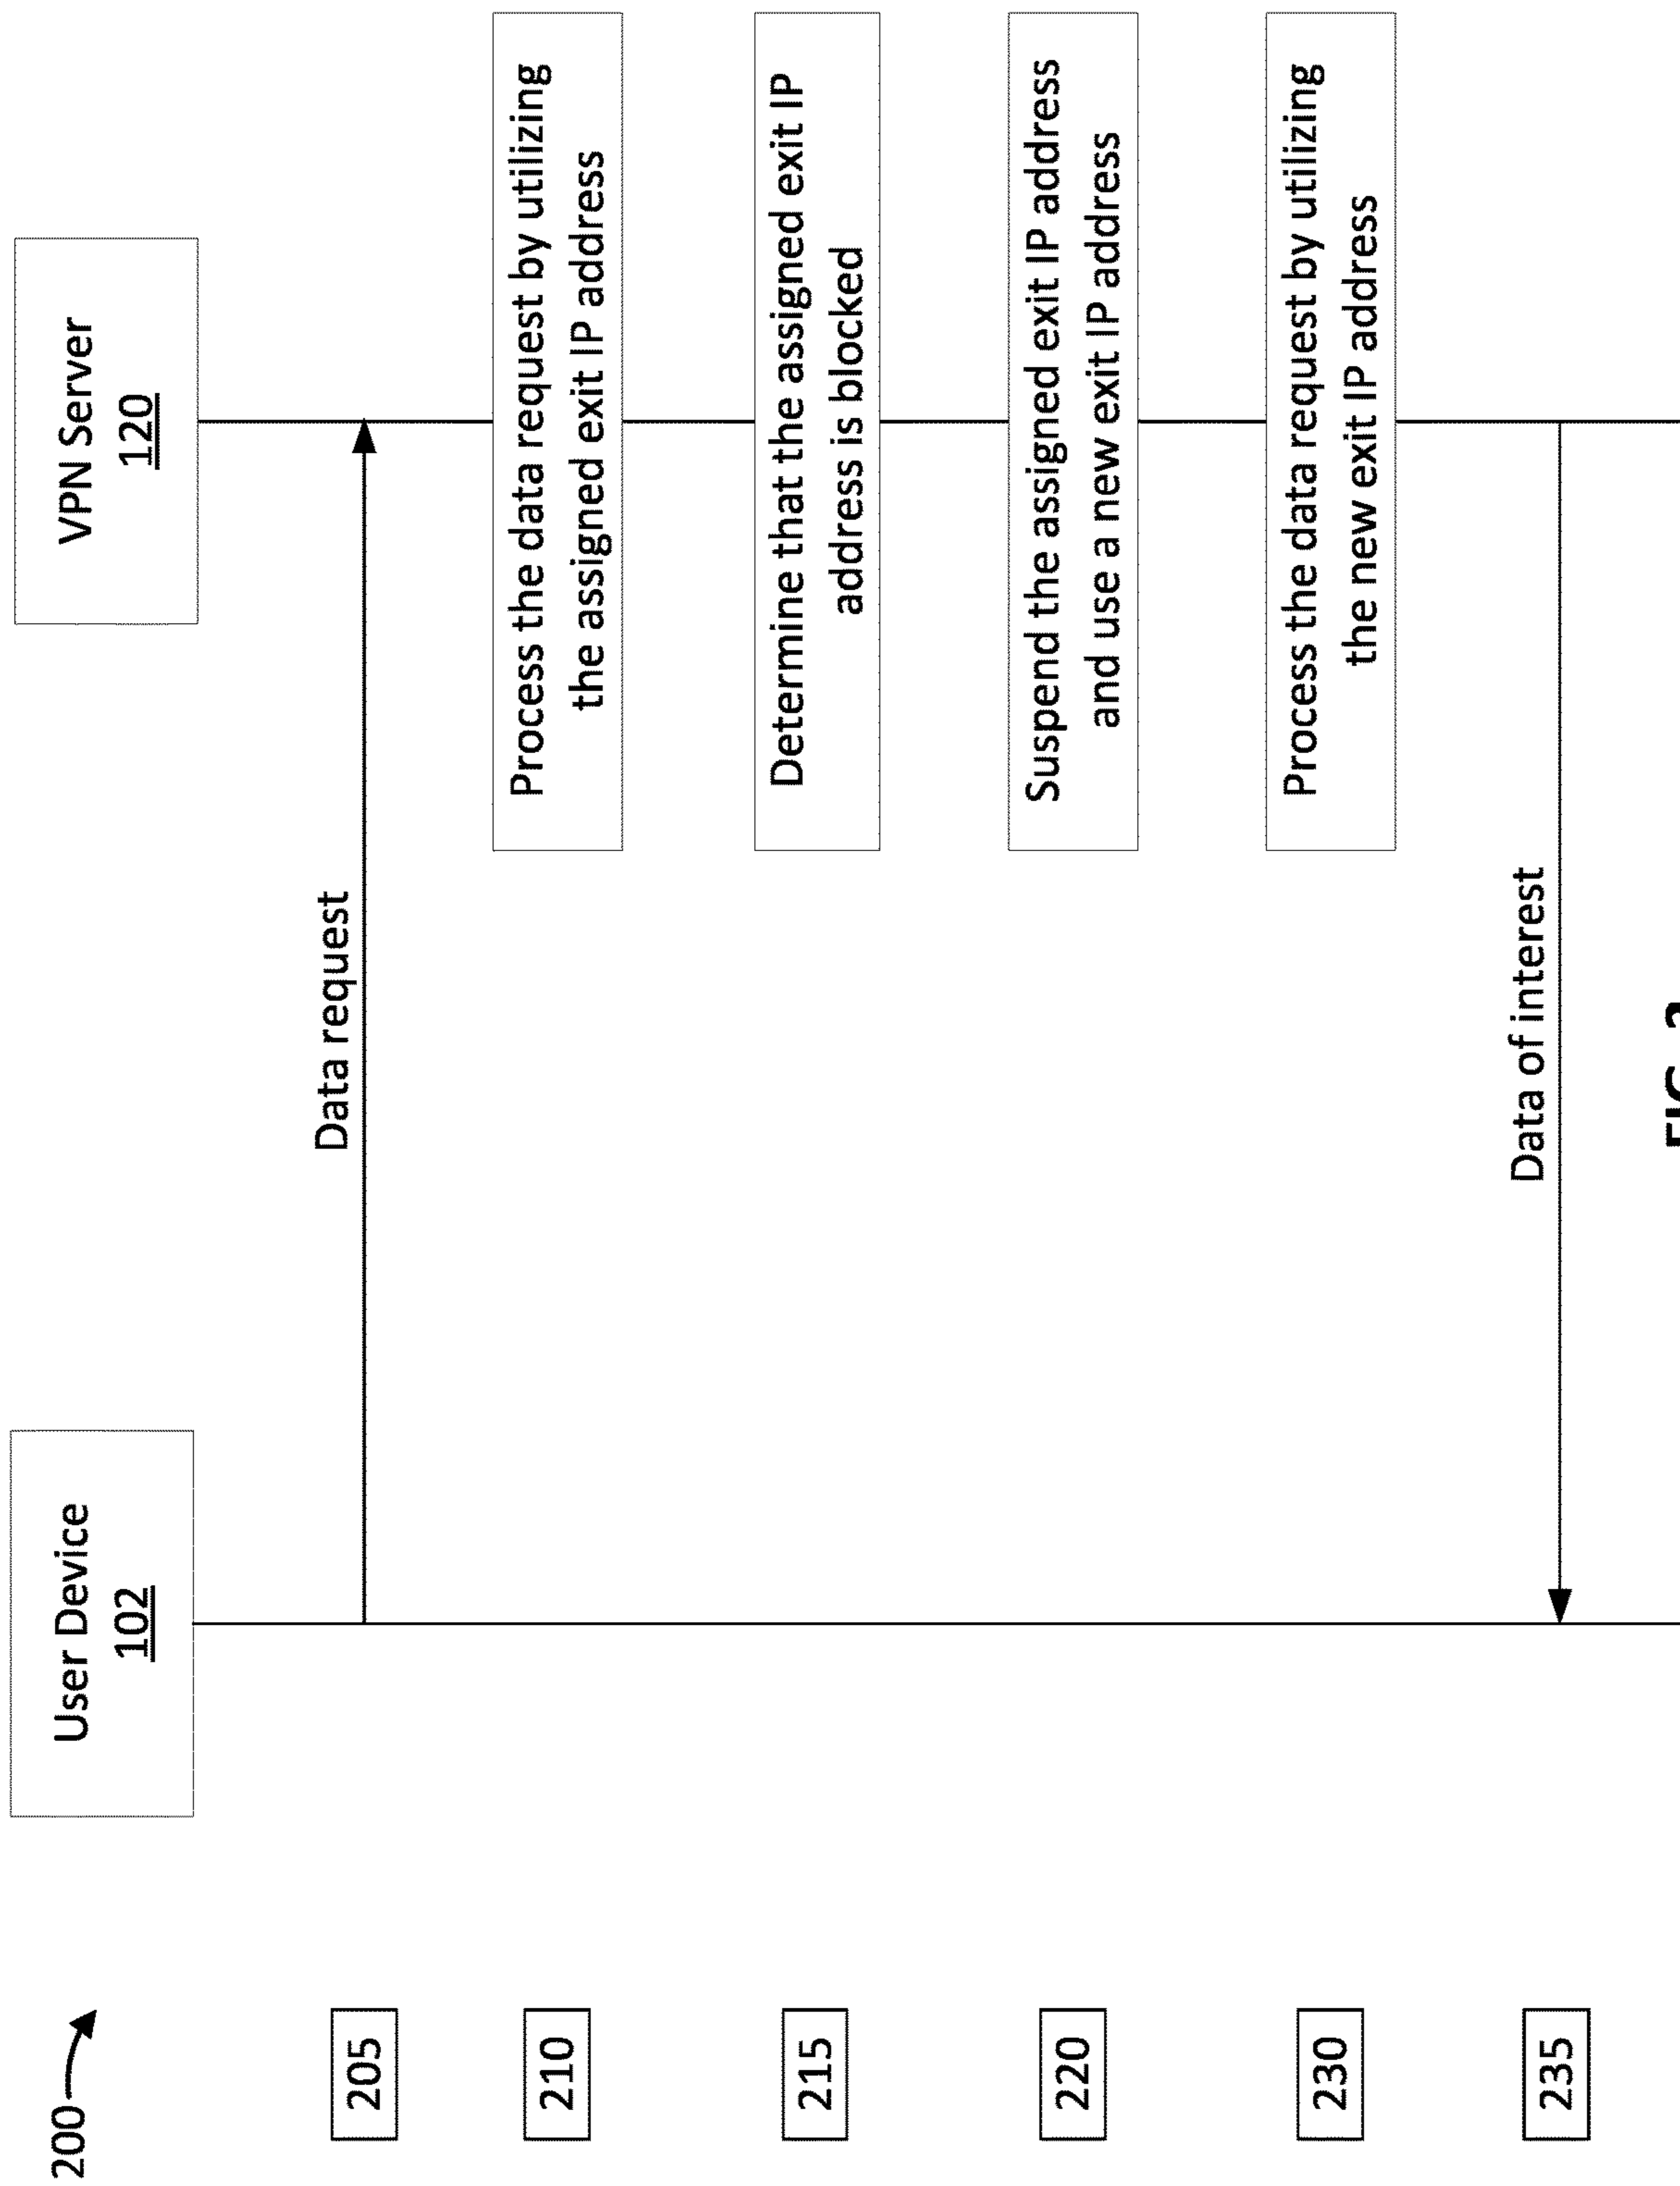 200
User Device
102
VPN Server
120
205
Data request
210
Process the data request by utilizing
the assigned exit IP address
215
Determine that the assigned exit IP
address is blocked
220
Suspend the assigned exit IP address
and use a new exit IP address
230
Process the data request by utilizing
the new exit IP address
235
Data of interest